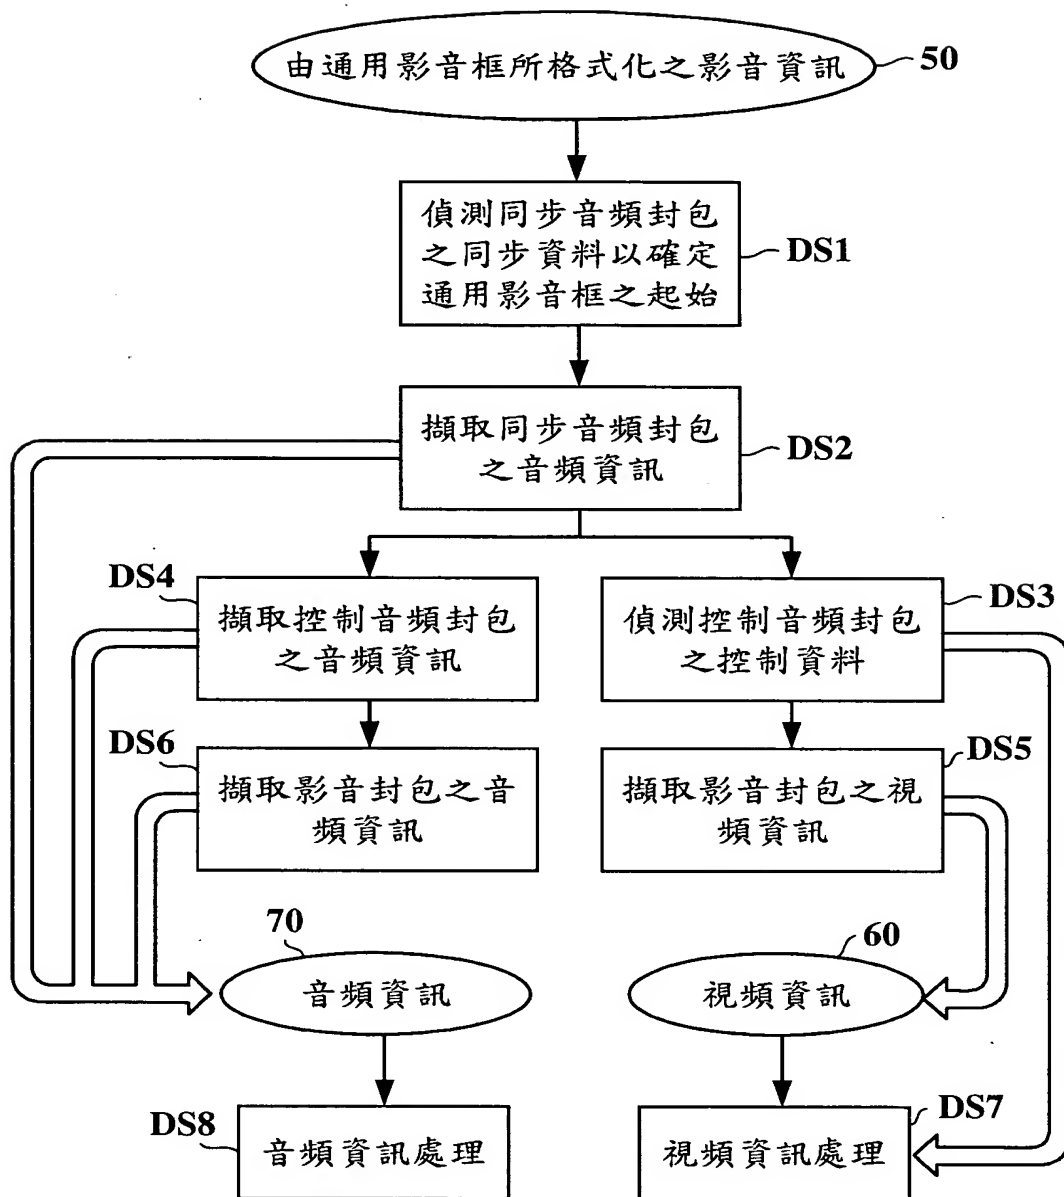 由通用影音框所格式化之影音資訊
50
偵測同步音頻封包
之同步資料以確定
通用影音框之起始
DS1
擷取同步音頻封包
之音頻資訊
DS2
DS4
擷取控制音頻封包
之音頻資訊
偵測控制音頻封包
之控制資料
DS3
DS6
擷取影音封包之音
頻資訊
擷取影音封包之視
頻資訊
DS5
70
音頻資訊
60
視頻資訊
DS8
音頻資訊處理
視頻資訊處理
DS7